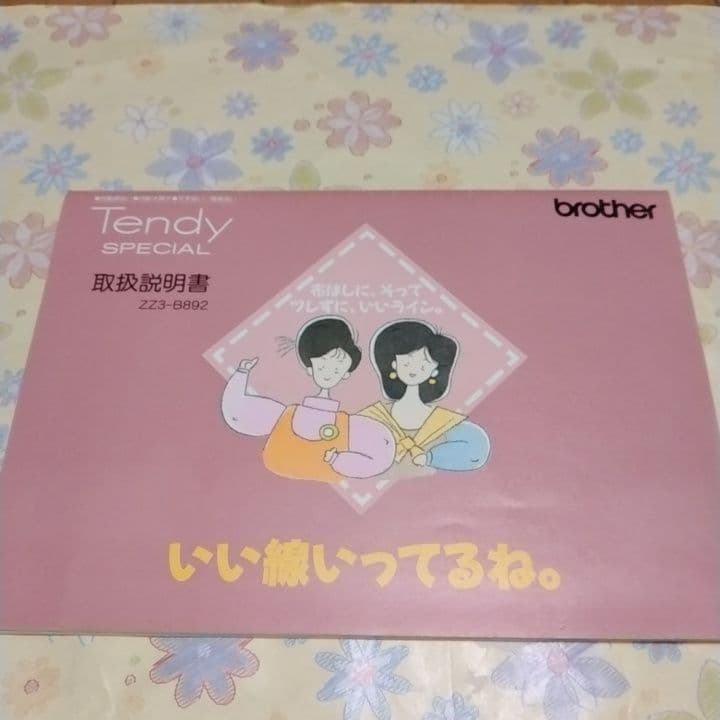 brother
Tendy
SPECIAL
取扱説明書
ZZ3-B892
布はしに、そって
ツレずに、いいライン。
いい線いってるね。